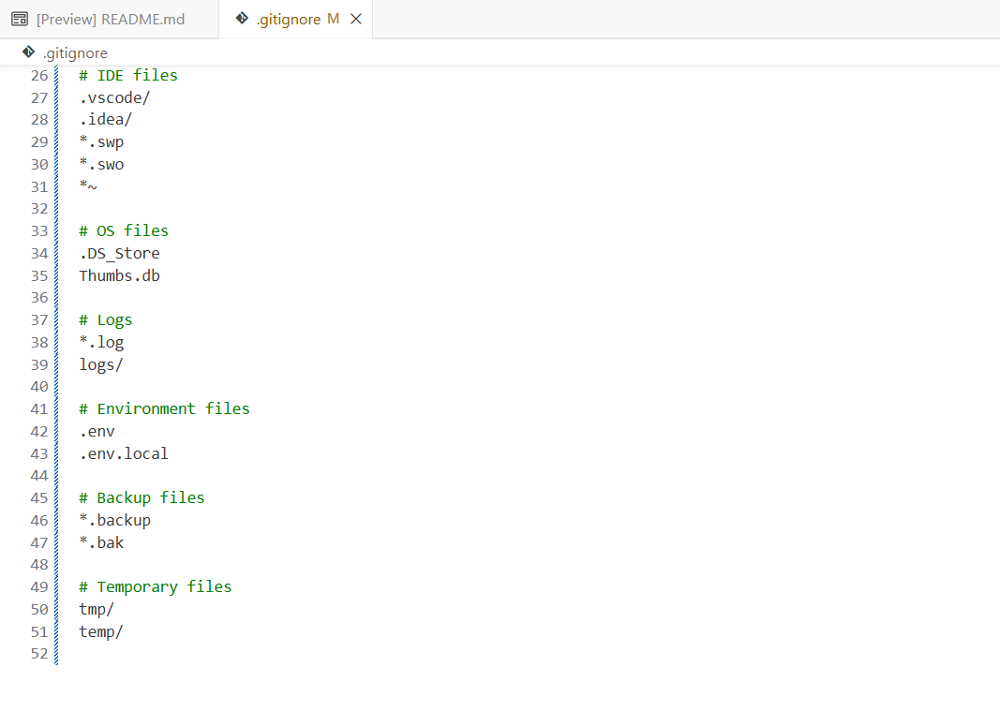 [Preview] README.md .gitignore M
.gitignore
26 # IDE files
27 .vscode/
28 .idea/
29 *.swp
30 *.swo
31 *~
32
33 # OS files
34 .DS_Store
35 Thumbs.db
36
37 # Logs
38 *.log
39 logs/
40
41 # Environment files
42 .env
43 .env.local
44
45 # Backup files
46 *.backup
47 *.bak
48
49 # Temporary files
50 tmp/
51 temp/
52